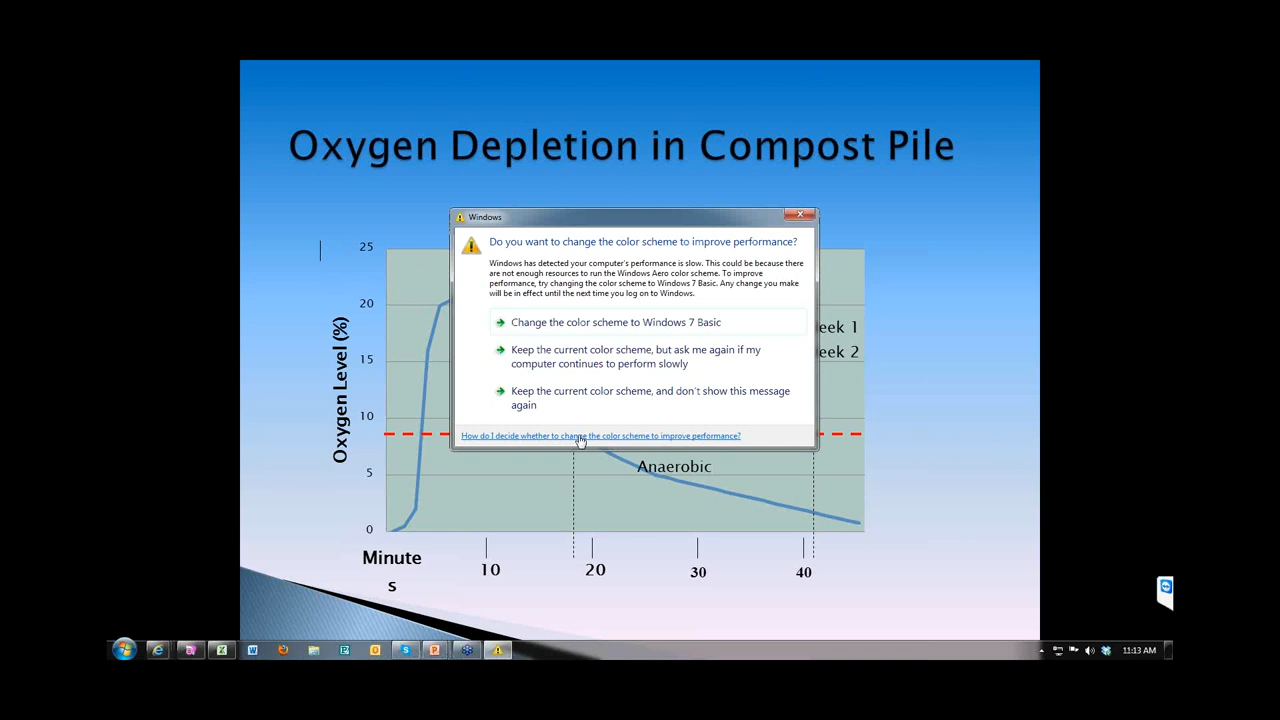 Oxygen Depletion in Compost Pile
Windows
Do you want to change the color scheme to improve performance?
Windows has detected your computer's performance is slow. This could be because there
are not enough resources to run the Windows Aero color scheme. To improve
performance, try changing the color scheme to Windows 7 Basic. Any change you make
will be in effect until the next time you log on to Windows.
Change the color scheme to Windows 7 Basic
Keep the current color scheme, but ask me again if my
computer continues to perform slowly
Keep the current color scheme, and don't show this message
again
How do I decide whether to change the color scheme to improve performance?
25
20
15
10
5
0
Oxygen Level (%)
eek 1
eek 2
Anaerobic
Minute
s
10
20
30
40
11:13 AM